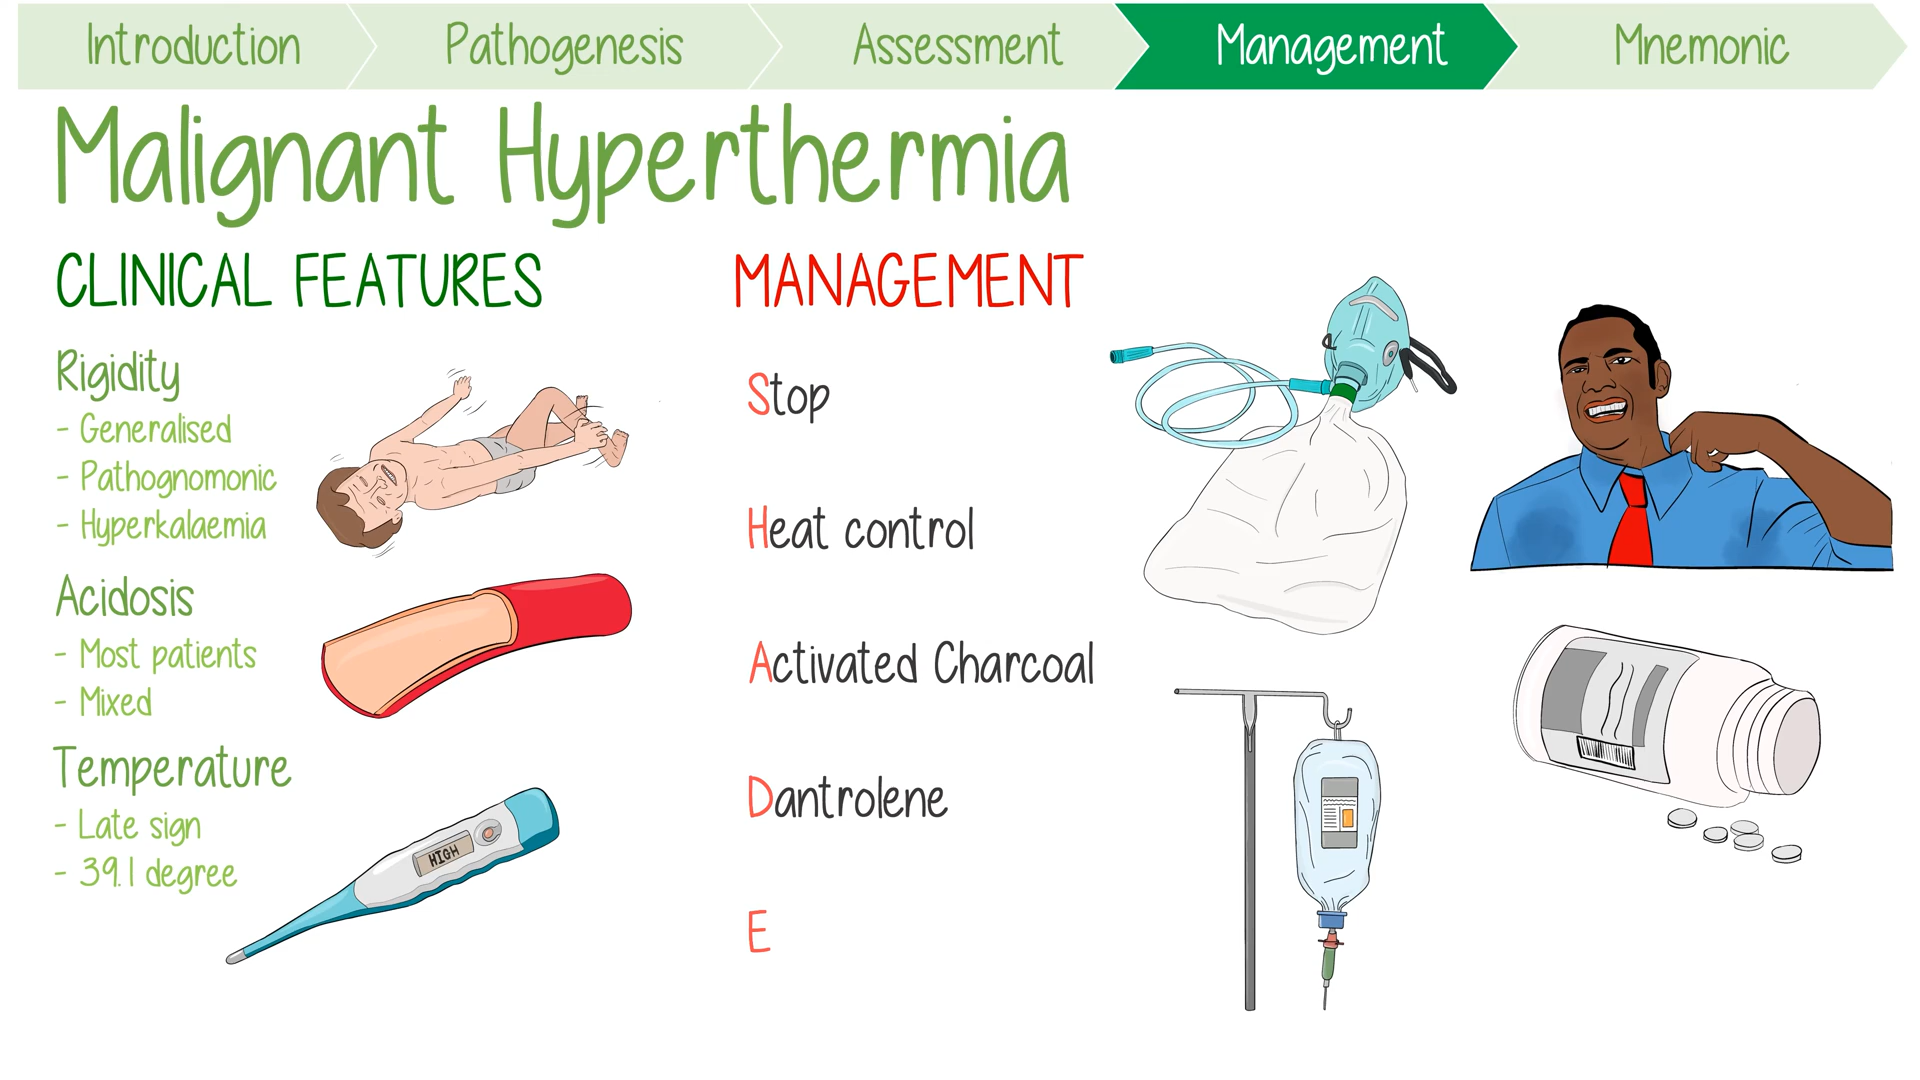 Introduction
Pathogenesis
Assessment
Management
Mnemonic
Malignant Hyperthermia
CLINICAL FEATURES
Rigidity
- Generalised
- Pathognomonic
- Hyperkalaemia
Acidosis
- Most patients
- Mixed
Temperature
- Late sign
- 39.1 degree
HIGH
MANAGEMENT
Stop
Heat control
Activated Charcoal
Dantrolene
E